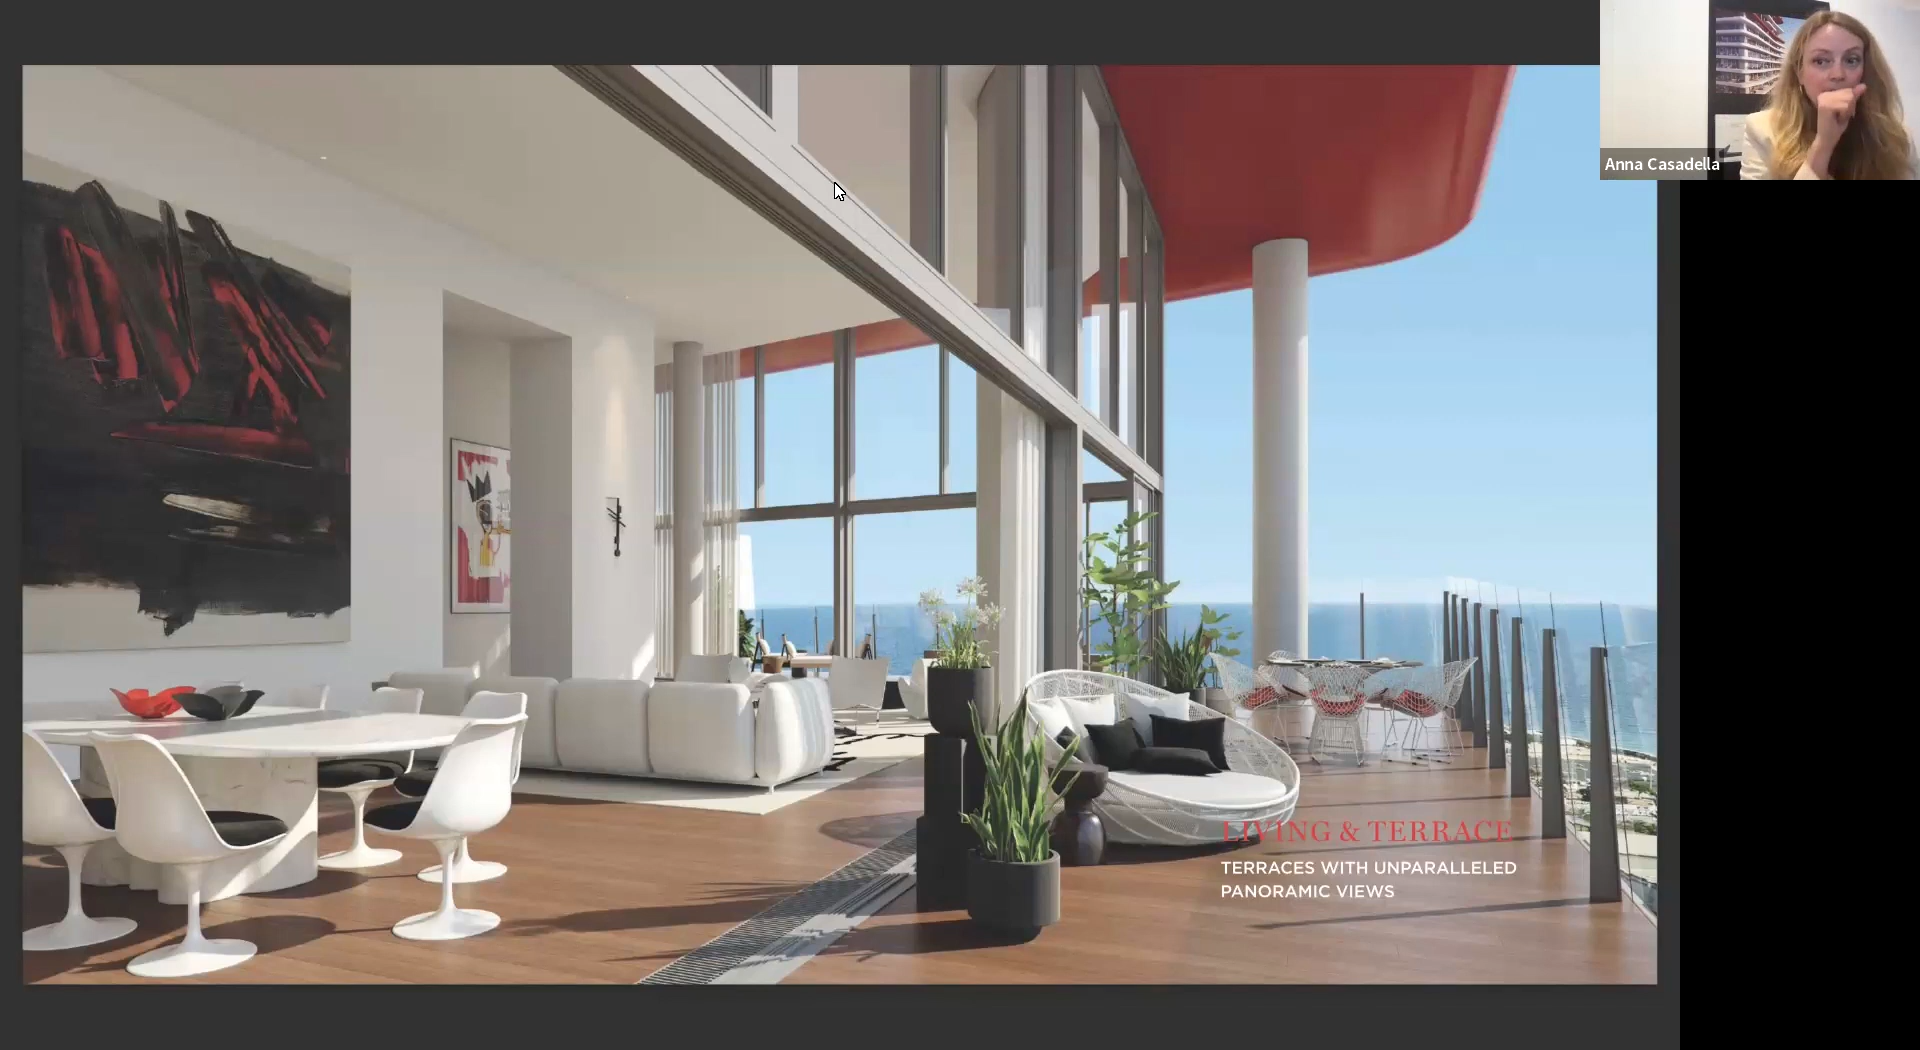 Anna Casadella
LIVING & TERRACE
TERRACES WITH UNPARALLELED
PANORAMIC VIEWS